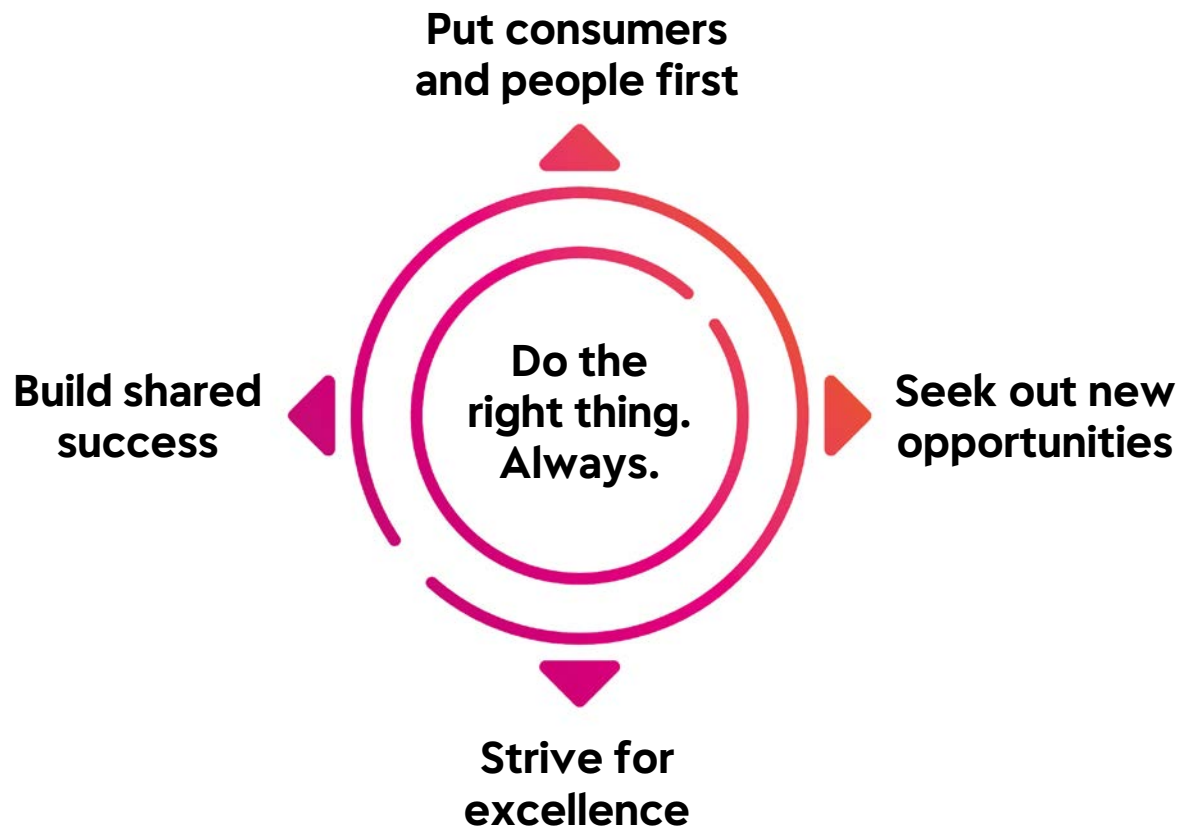 Put consumers
and people first
Build shared
success
Do the
right thing.
Always.
Seek out new
opportunities
Strive for
excellence